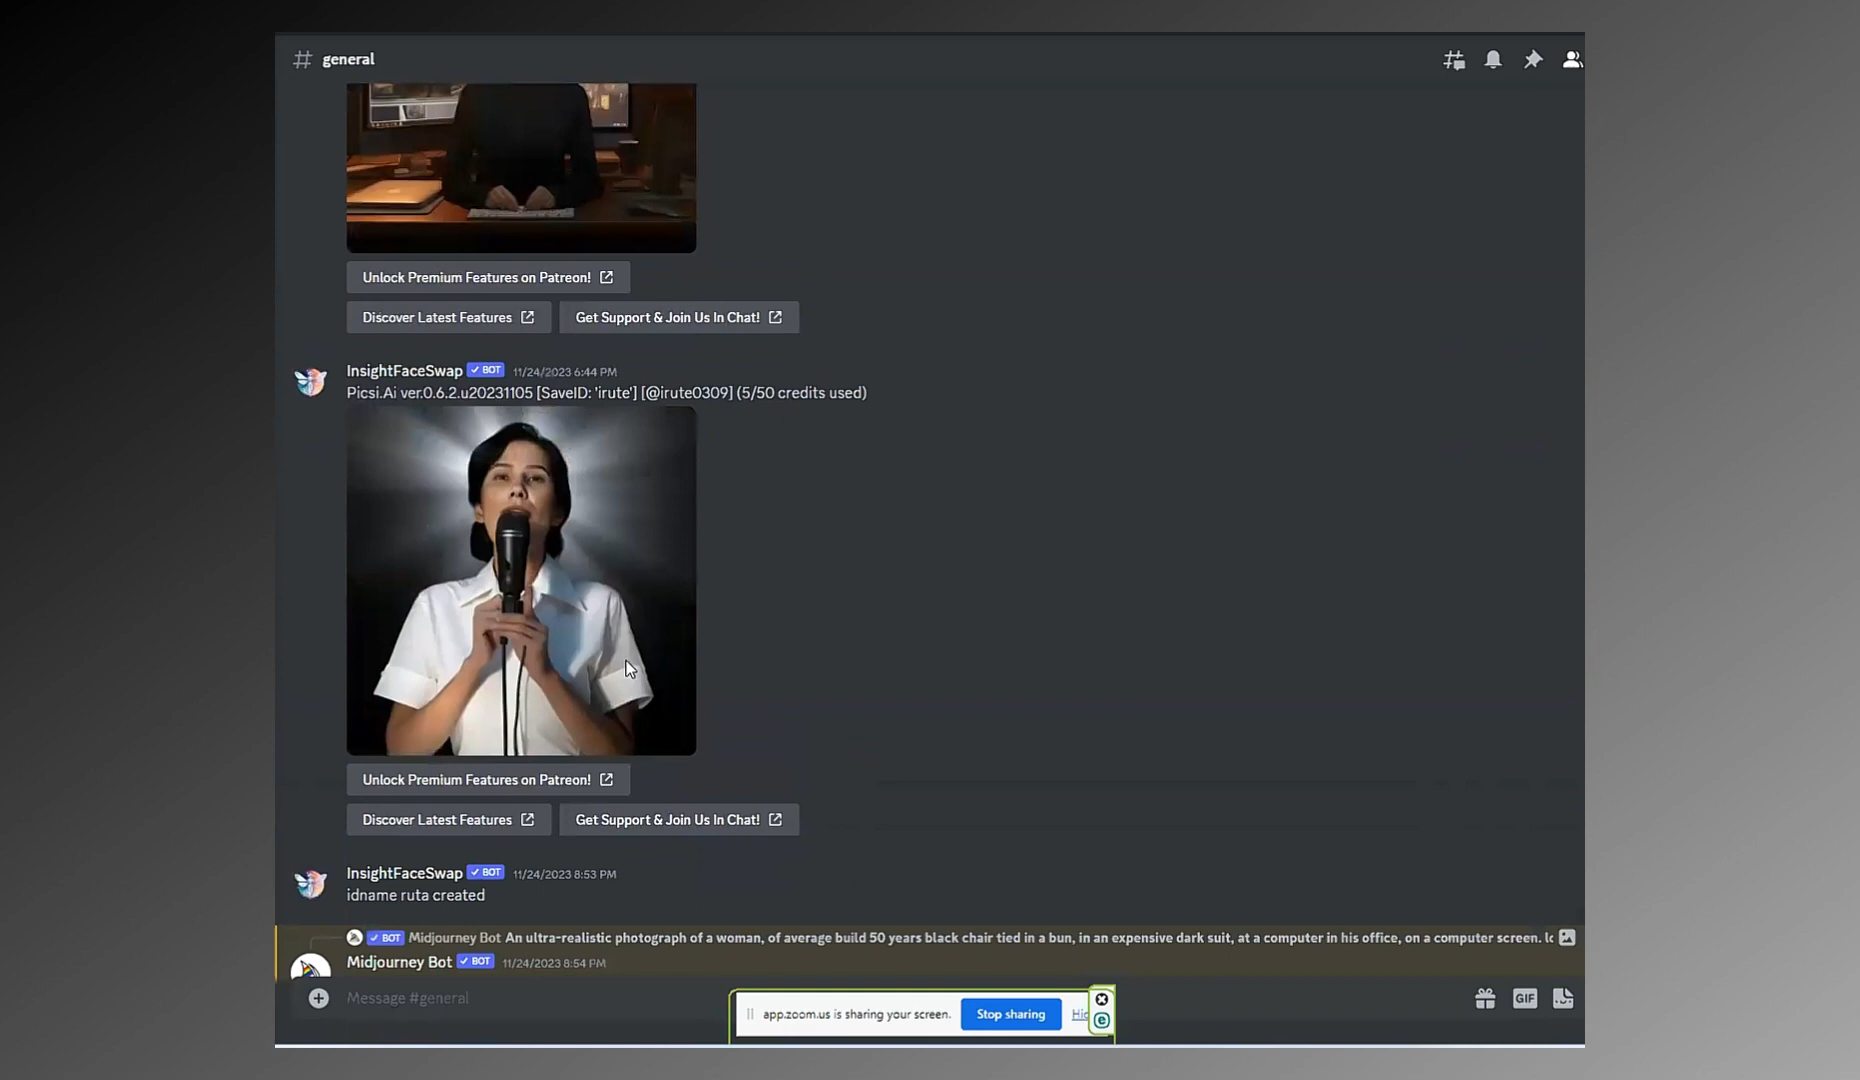 general
Unlock Premium Features on Patreon!
Discover Latest Features Get Support & Join Us In Chat!
InsightFaceSwap ✓ BOT 11/24/2023 6:44 PM
Picsi.Ai ver.0.6.2.u20231105 [SaveID: 'irute'] [@irute0309] (5/50 credits used)
Unlock Premium Features on Patreon!
Discover Latest Features Get Support & Join Us In Chat!
InsightFaceSwap ✓ BOT 11/24/2023 8:53 PM
idname ruta created
✓ BOT Midjourney Bot An ultra-realistic photograph of a woman, of average build 50 years black chair tied in a bun, in an expensive dark suit, at a computer in his office, on a computer screen.
Midjourney Bot ✓ BOT 11/24/2023 8:54 PM
Message #general
GIF
app.zoom.us is sharing your screen. Stop sharing